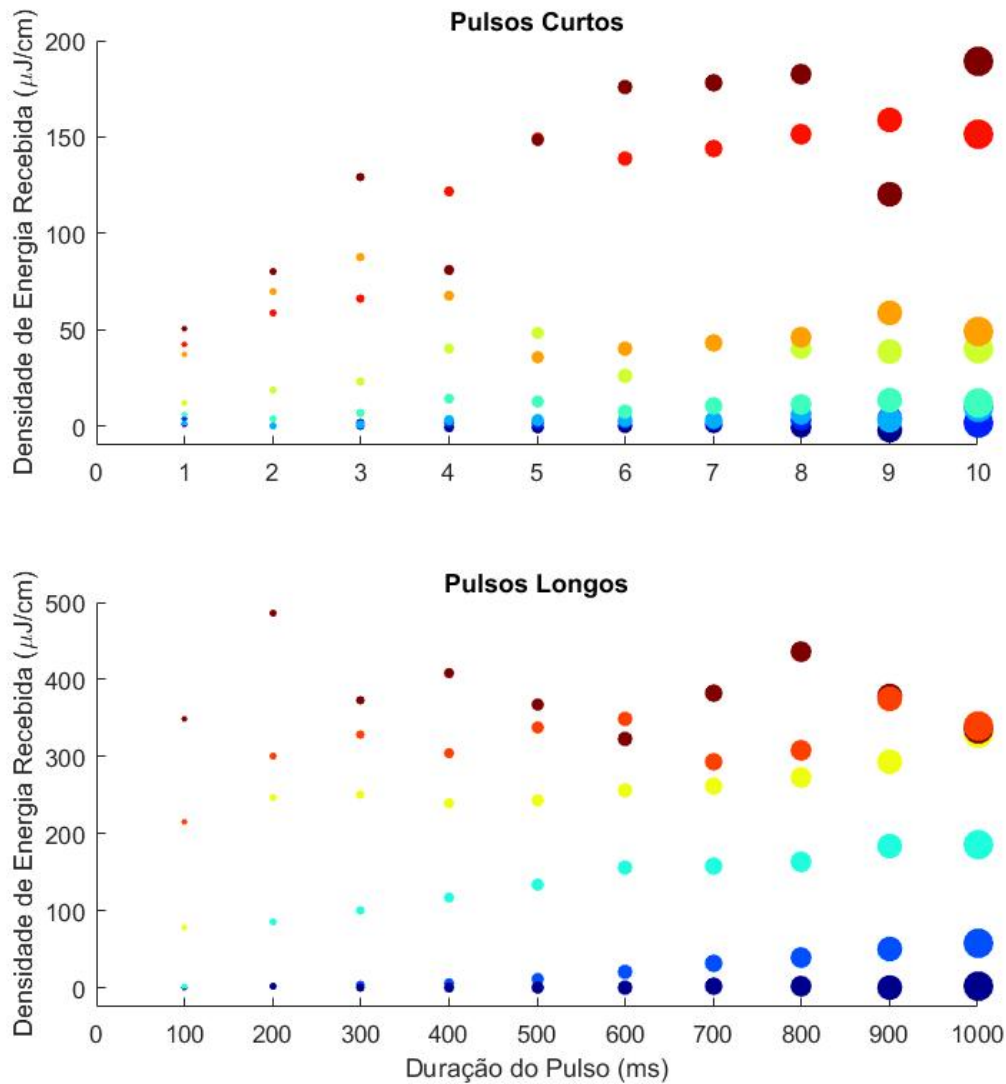 Pulsos Curtos
Densidade de Energia Recebida (μJ/cm)
200
150
100
50
0
0 1 2 3 4 5 6 7 8 9 10
Pulsos Longos
Densidade de Energia Recebida (μJ/cm)
500
400
300
200
100
0
0 100 200 300 400 500 600 700 800 900 1000
Duração do Pulso (ms)